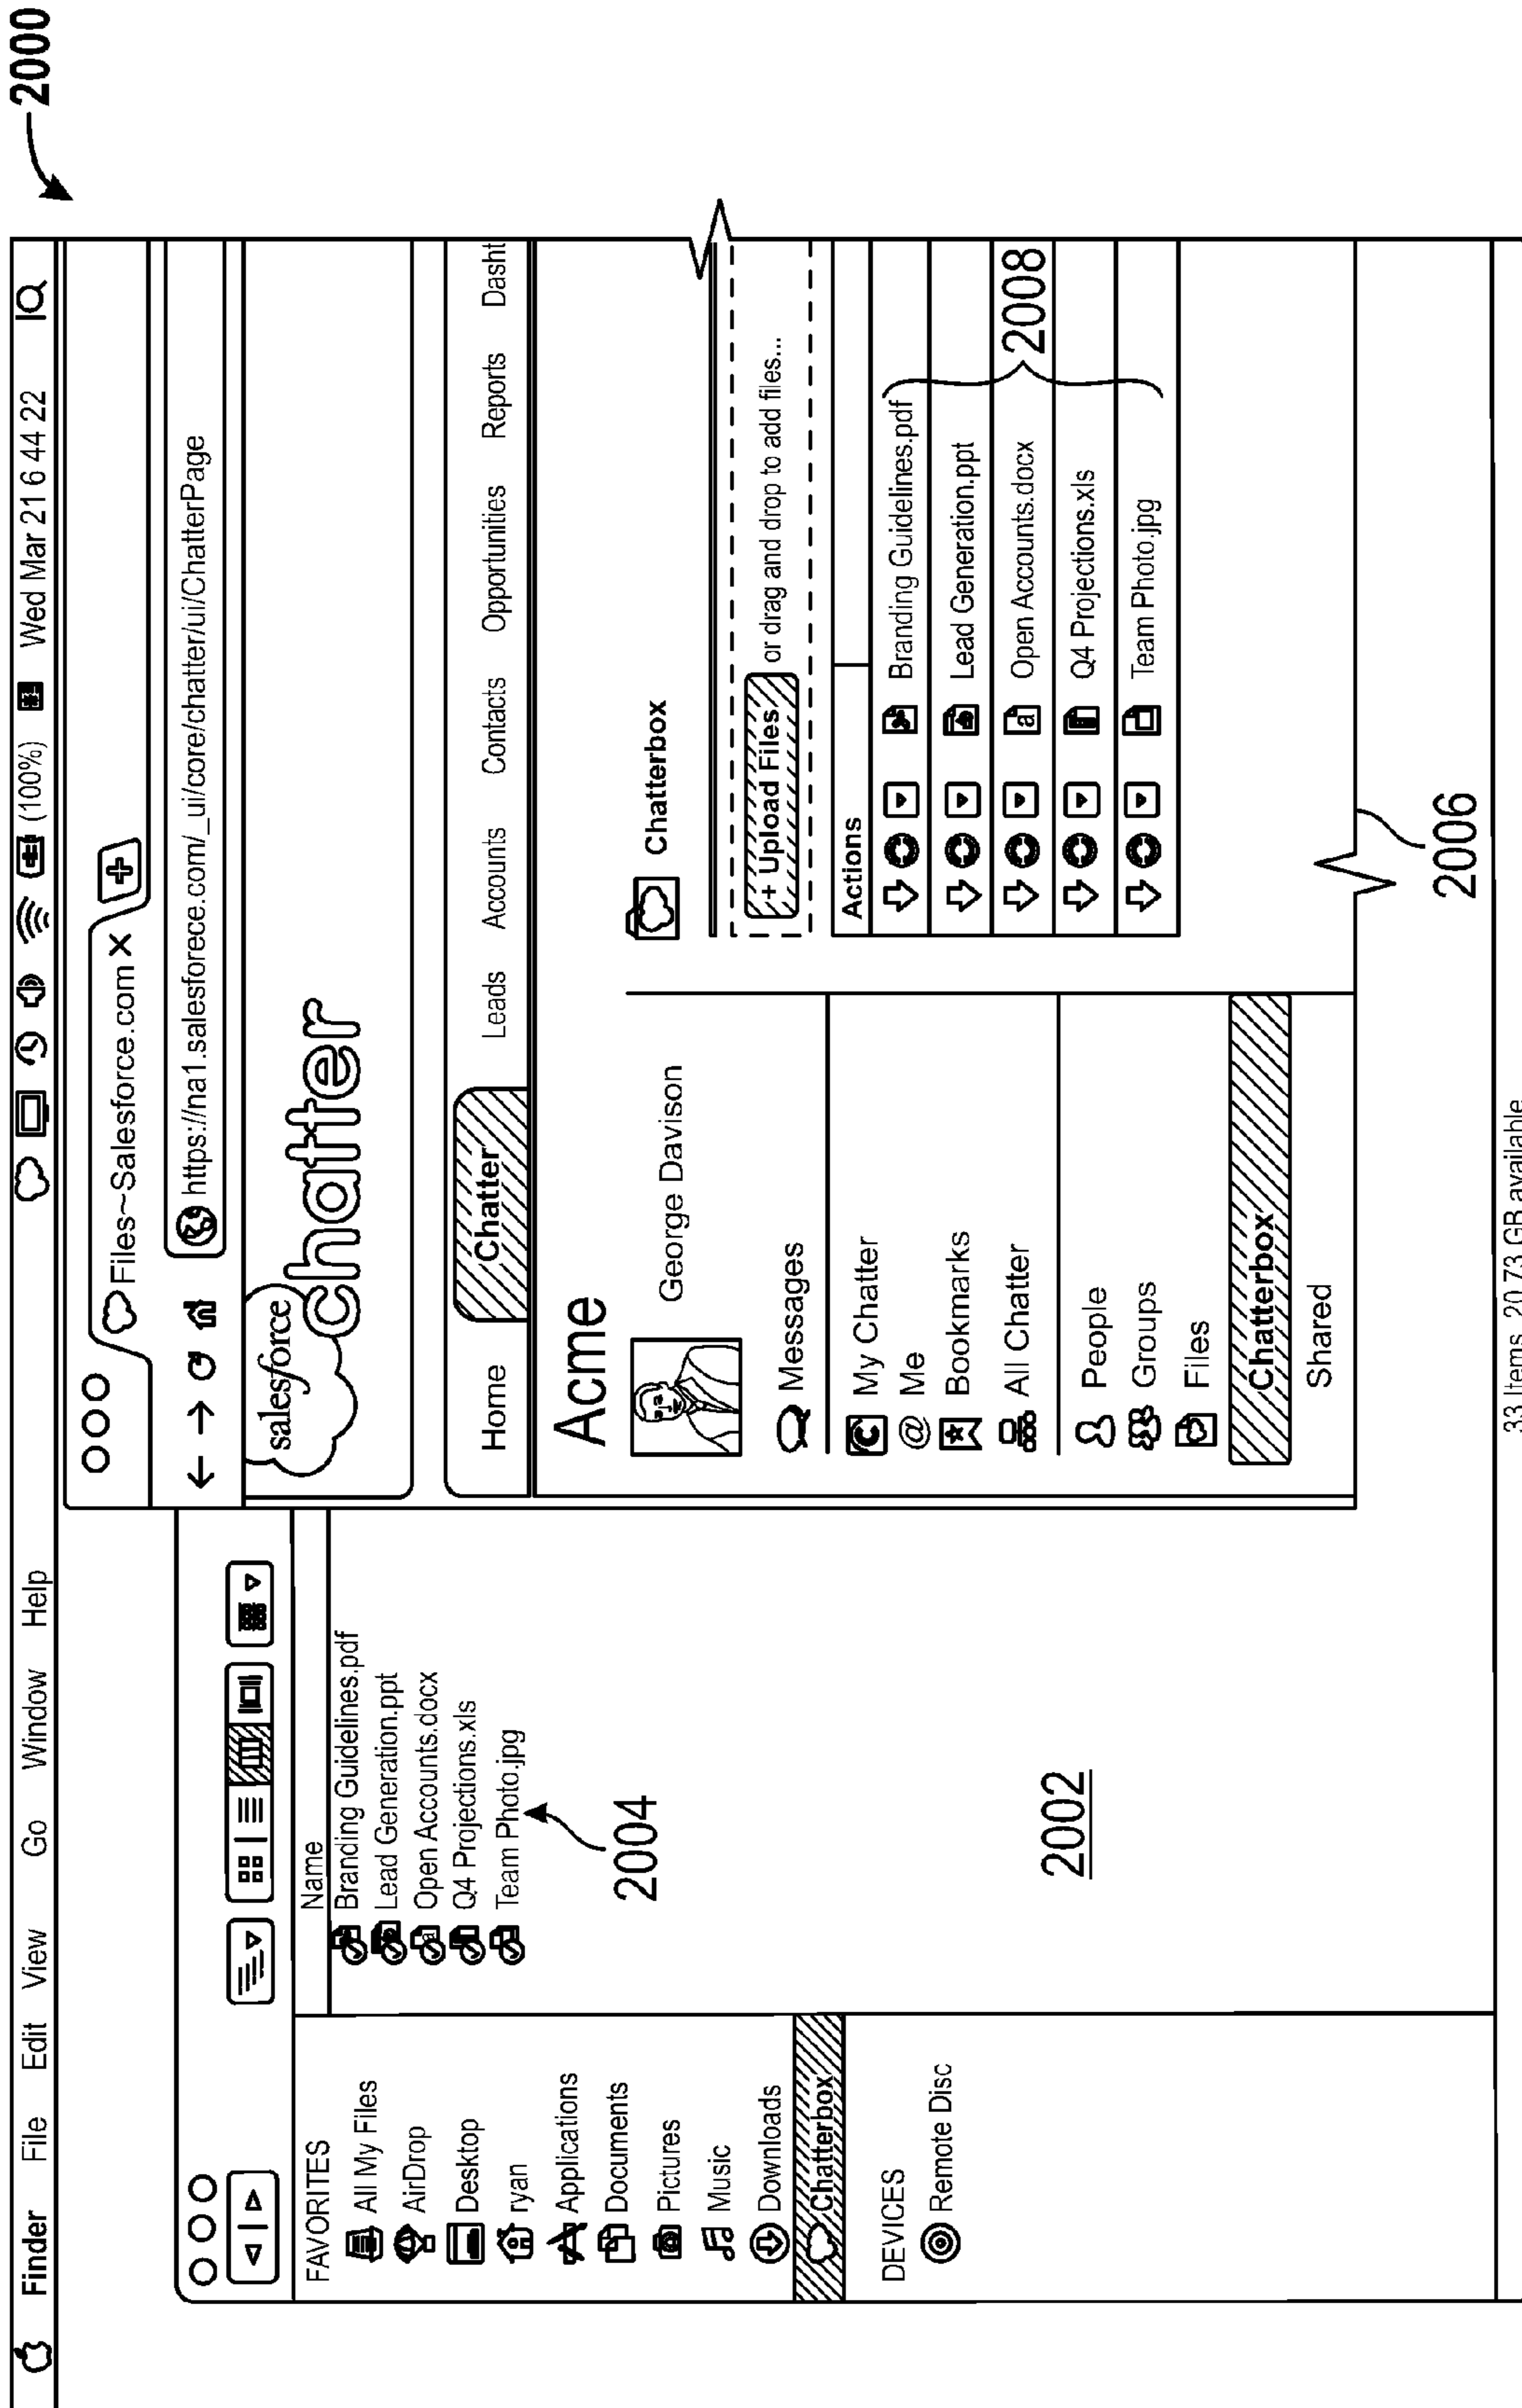 2000
Finder File Edit View Go Window Help (100%) Wed Mar 21 6 44 22
Files~Salesforce.com X
https://na1.salesforece.com/_ui/core/chatter/ui/ChatterPage
salesforce
chatter
Home Chatter Leads Accounts Contacts Opportunities Reports Dasht
Acme
George Davison
Messages
My Chatter
@ Me
Bookmarks
All Chatter
People
Groups
Files
Chatterbox
Shared
Chatterbox
+ Upload Files or drag and drop to add files...
Actions
Branding Guidelines.pdf
Lead Generation.ppt
a Open Accounts.docx
Q4 Projections.xls
Team Photo.jpg
2008
2006
FAVORITES
All My Files
AirDrop
Desktop
ryan
Applications
Documents
Pictures
Music
Downloads
Chatterbox
DEVICES
Remote Disc
Name
Branding Guidelines.pdf
Lead Generation.ppt
Open Accounts.docx
Q4 Projections.xls
Team Photo.jpg
2004
2002
33 Items, 20.73 GB available